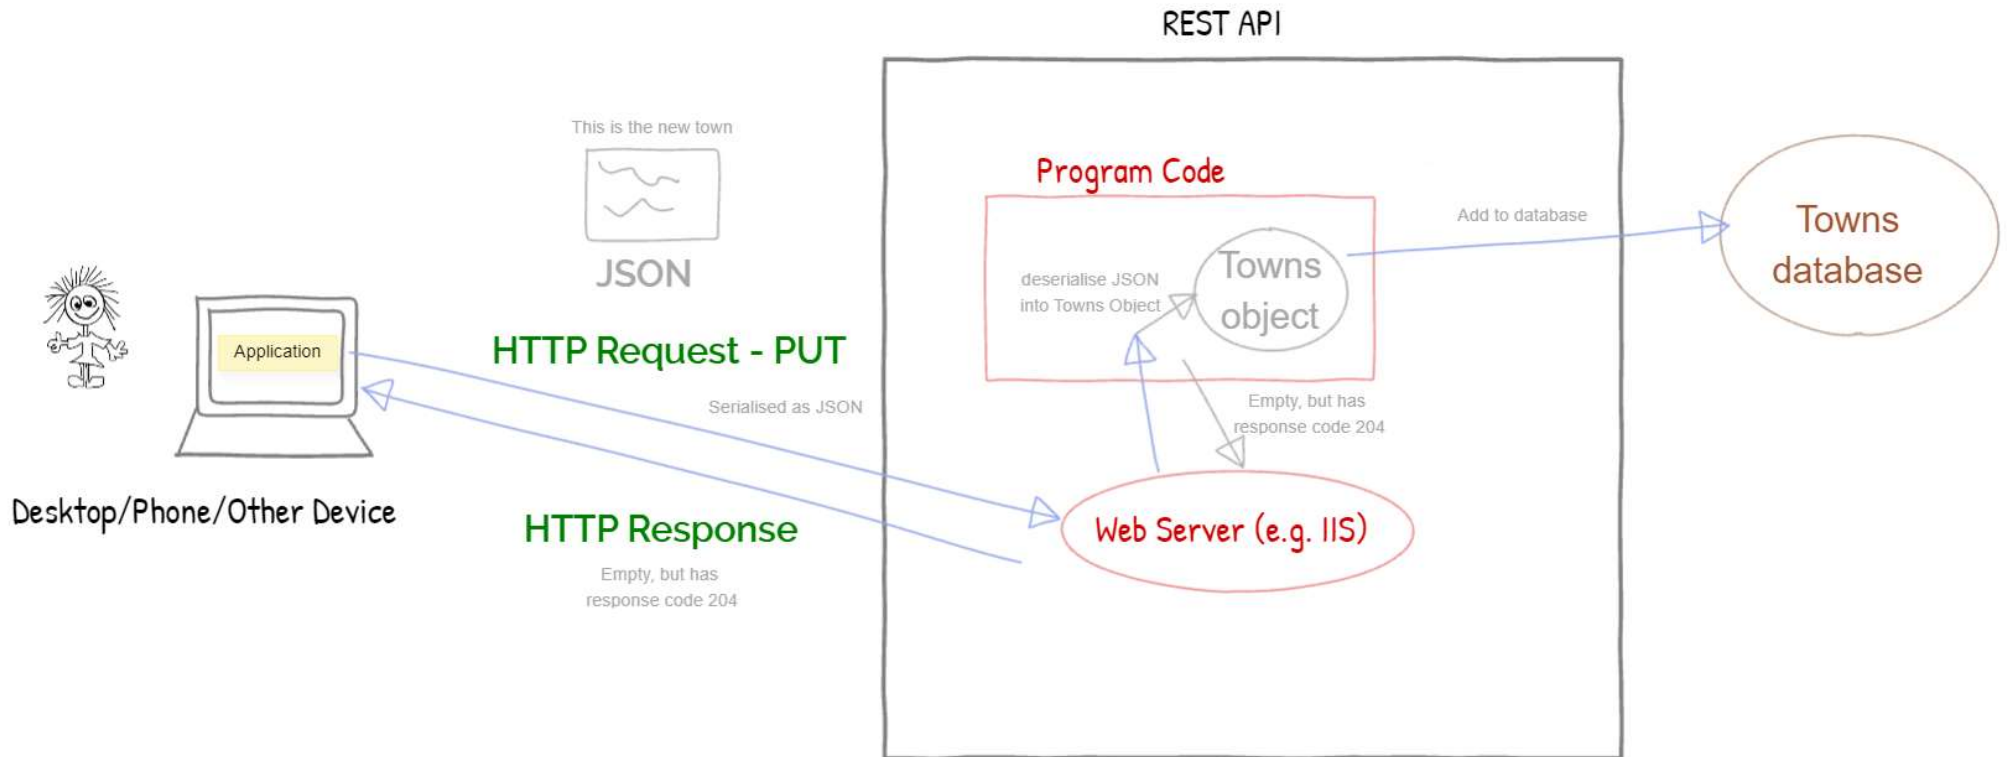 REST API
This is the new town
JSON
Program Code
deserialise JSON
into Towns Object
Towns
object
Add to database
Towns
database
Application
HTTP Request - PUT
Serialised as JSON
Empty, but has
response code 204
Desktop/Phone/Other Device
HTTP Response
Empty, but has
response code 204
Web Server (e.g. IIS)